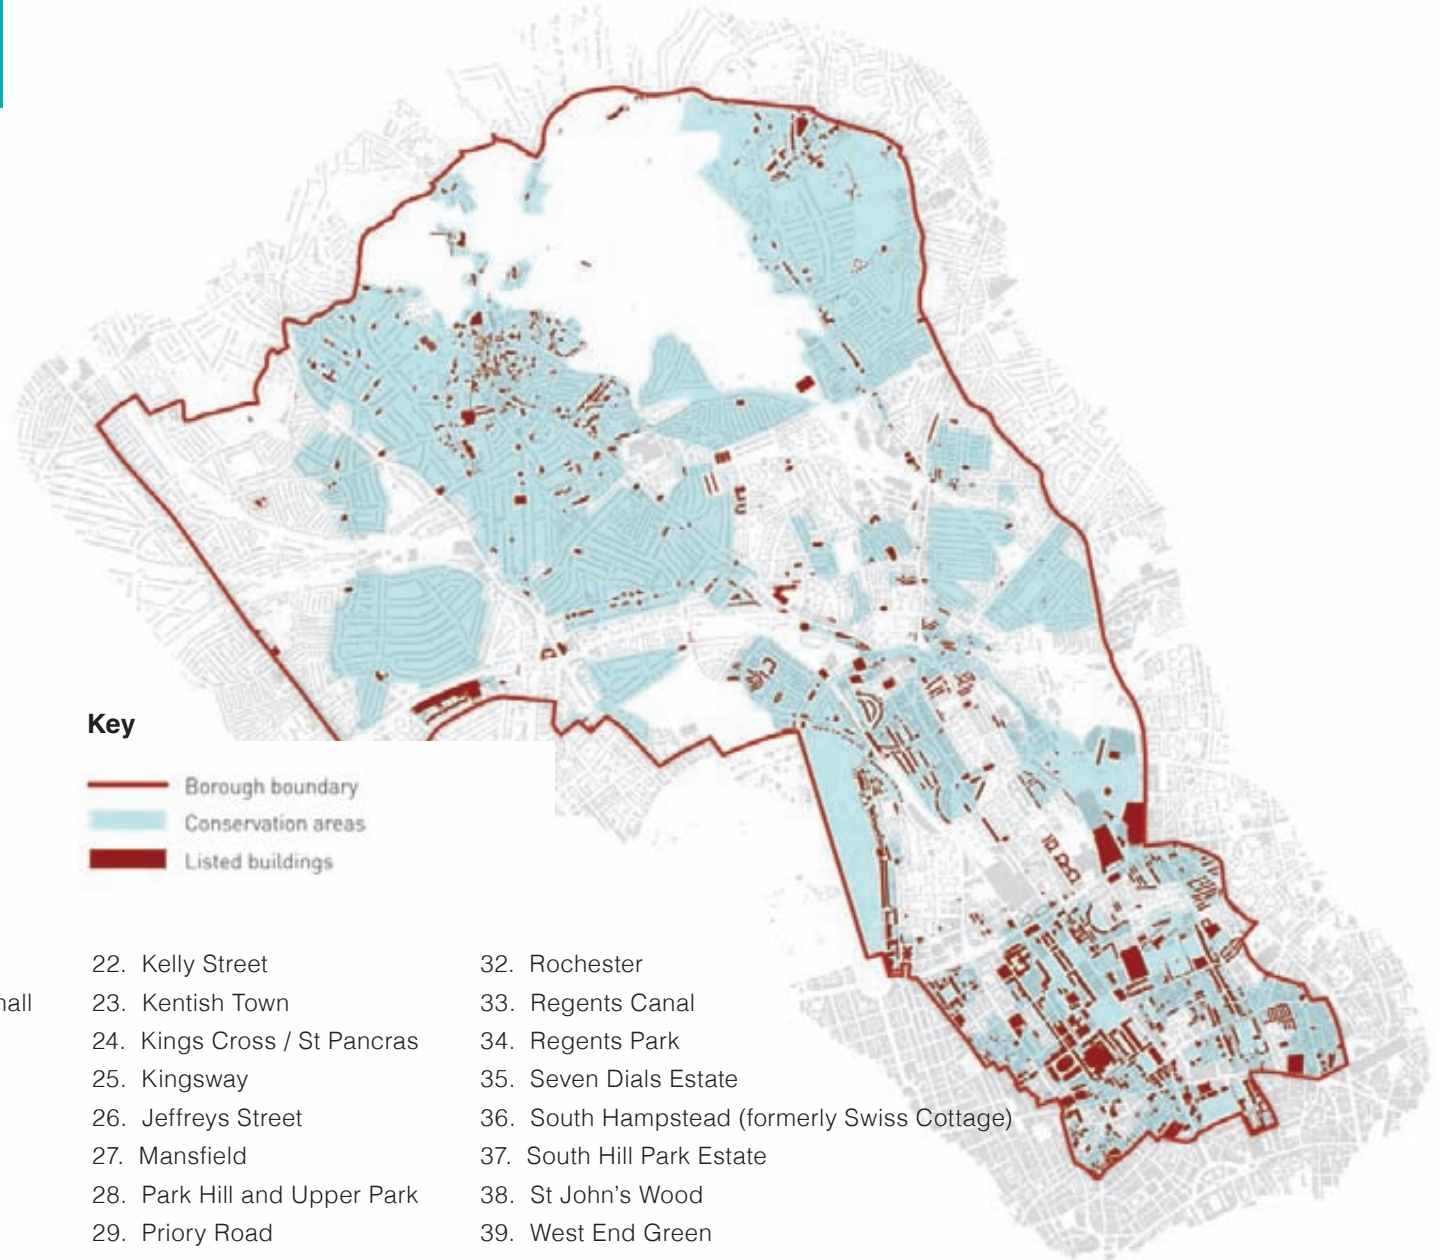 Key
Borough boundary
Conservation areas
Listed buildings
22. Kelly Street
23. Kentish Town
24. Kings Cross / St Pancras
25. Kingsway
26. Jeffreys Street
27. Mansfield
28. Park Hill and Upper Park
29. Priory Road
32. Rochester
33. Regents Canal
34. Regents Park
35. Seven Dials Estate
36. South Hampstead (formerly Swiss Cottage)
37. South Hill Park Estate
38. St John's Wood
39. West End Green